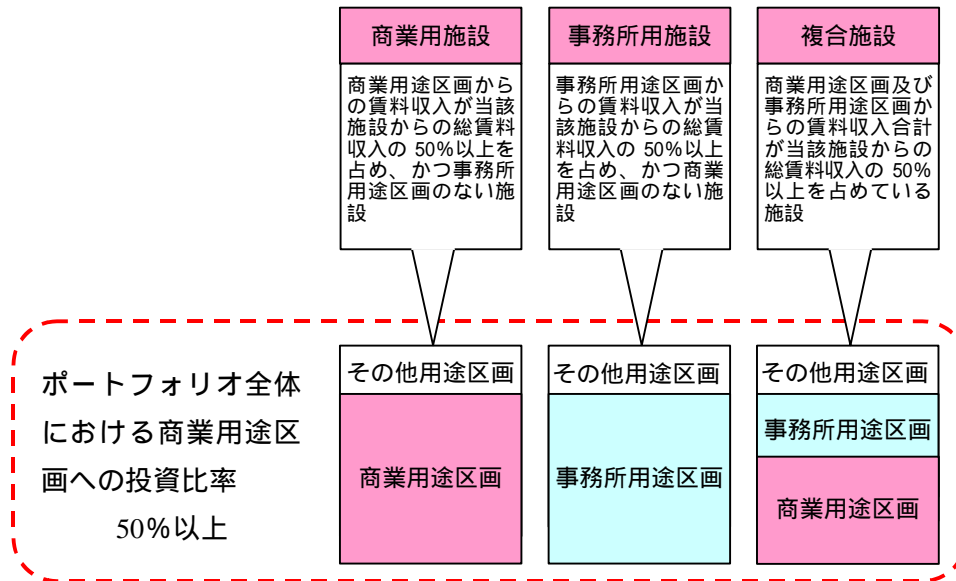 商業用施設
商業用途区画から
の賃料収入が当該
施設からの総賃料
収入の 50％以上を
占め、かつ事務所
用途区画のない施
設
事務所用施設
事務所用途区画か
らの賃料収入が当
該施設からの総賃
料収入の 50％以上
を占め、かつ商業
用途区画のない施
設
複合施設
商業用途区画及び
事務所用途区画か
らの賃料収入合計
が当該施設からの
総賃料収入の 50％
以上を占めている
施設
ポートフォリオ全体
における商業用途区
画への投資比率
50％以上
その他用途区画
商業用途区画
その他用途区画
事務所用途区画
その他用途区画
事務所用途区画
商業用途区画